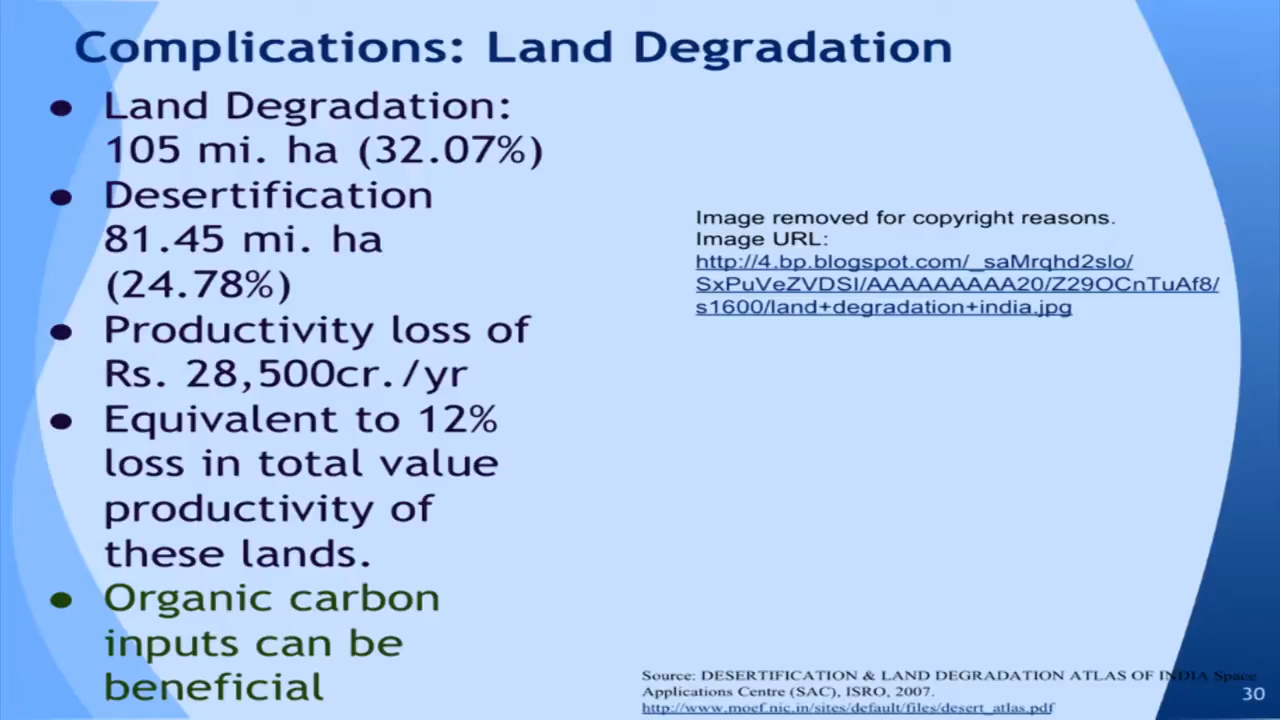 Complications: Land Degradation
● Land Degradation:
105 mi. ha (32.07%)
● Desertification
81.45 mi. ha
(24.78%)
● Productivity loss of
Rs. 28,500cr./yr
● Equivalent to 12%
loss in total value
productivity of
these lands.
● Organic carbon
inputs can be
beneficial
Image removed for copyright reasons.
Image URL:
http://4.bp.blogspot.com/_saMrqhd2slo/
SxPuVeZVDSI/AAAAAAAAA20/Z29OCnTuAf8/
s1600/land+degradation+india.jpg
Source: DESERTIFICATION & LAND DEGRADATION ATLAS OF INDIA Space
Applications Centre (SAC), ISRO, 2007.
http://www.moef.nic.in/sites/default/files/desert_atlas.pdf
30